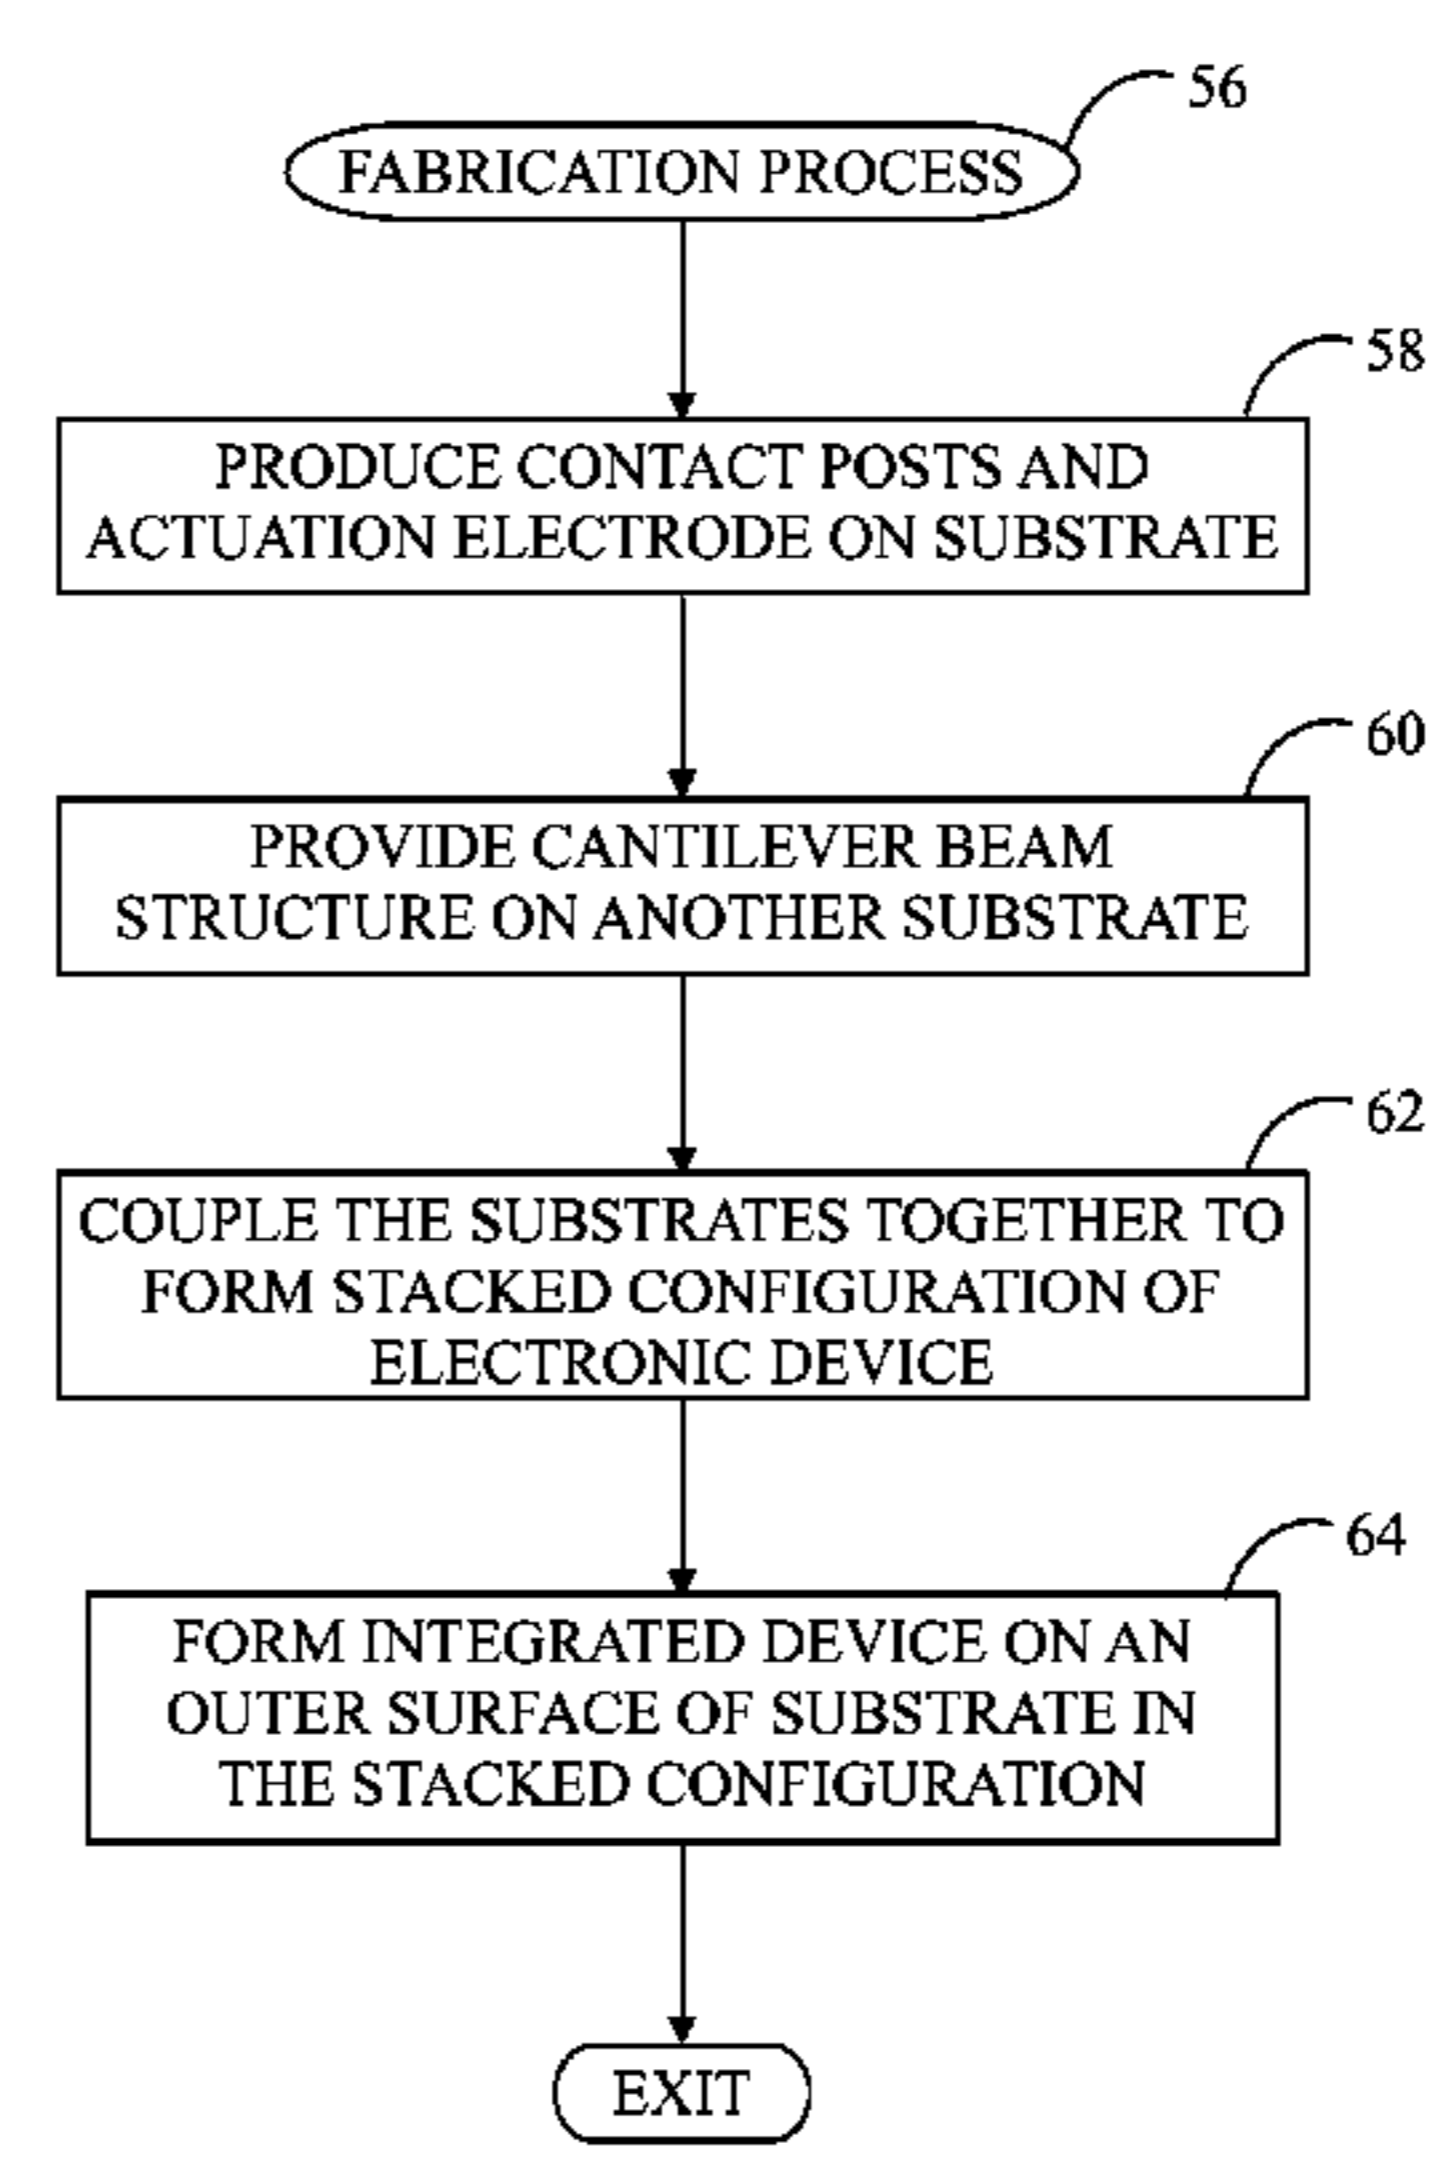 56
FABRICATION PROCESS
58
PRODUCE CONTACT POSTS AND
ACTUATION ELECTRODE ON SUBSTRATE
60
PROVIDE CANTILEVER BEAM
STRUCTURE ON ANOTHER SUBSTRATE
62
COUPLE THE SUBSTRATES TOGETHER TO
FORM STACKED CONFIGURATION OF
ELECTRONIC DEVICE
64
FORM INTEGRATED DEVICE ON AN
OUTER SURFACE OF SUBSTRATE IN
THE STACKED CONFIGURATION
EXIT